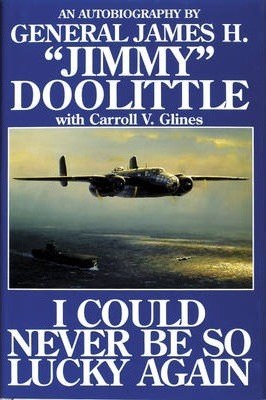 AN AUTOBIOGRAPHY BY
GENERAL JAMES H.
"JIMMY"
DOOLITTLE
with Carroll V. Glines
I COULD
NEVER BE SO
LUCKY AGAIN